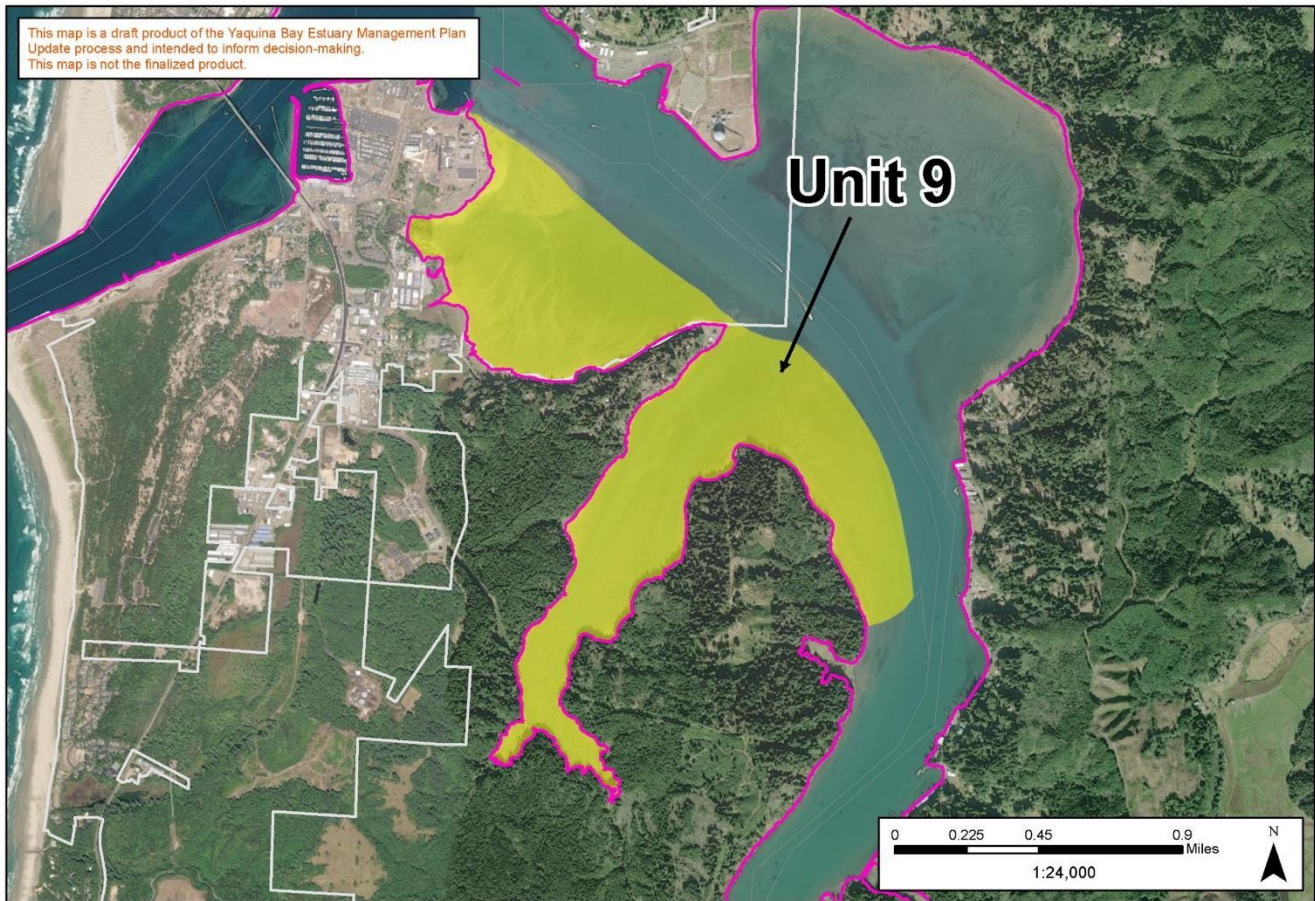 This map is a draft product of the Yaquina Bay Estuary Management Plan
Update process and intended to inform decision-making.
This map is not the finalized product.
Unit 9
0 0.225 0.45 0.9
Miles
1:24,000
N